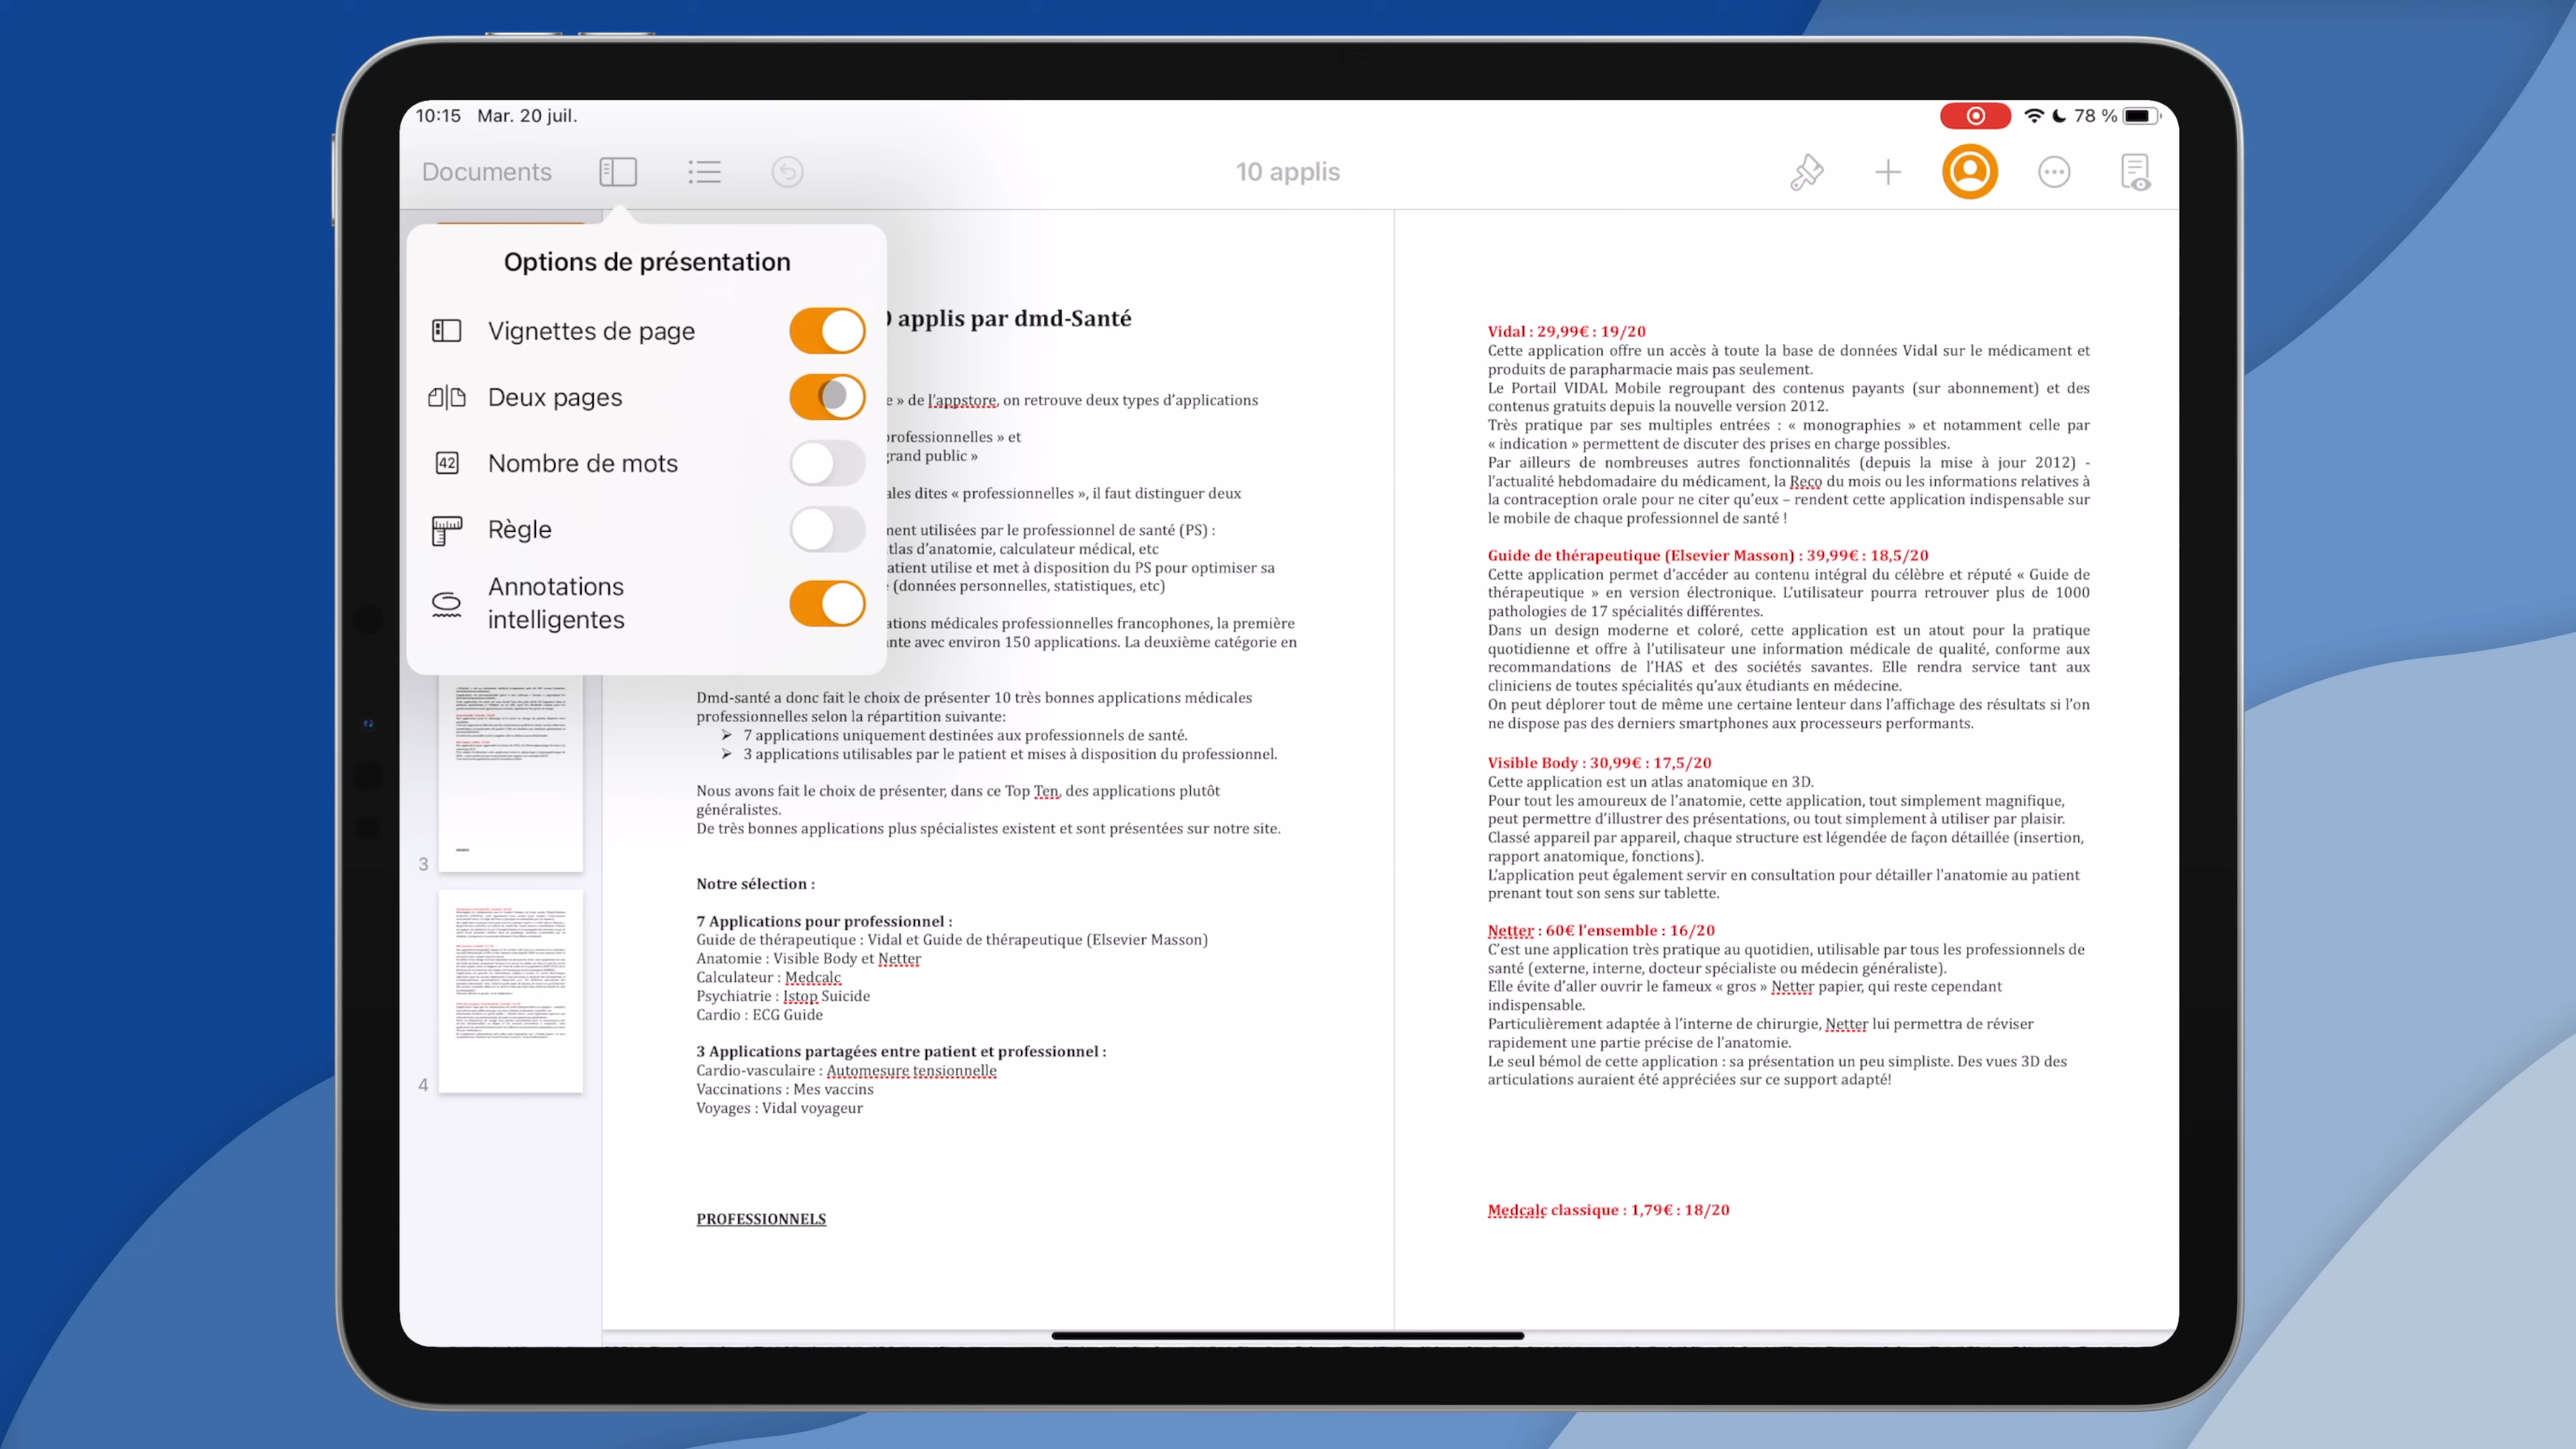 10:15 Mar. 20 juil.
78 %
Documents
10 applis
Options de présentation
Vignettes de page
Deux pages
42
Nombre de mots
Règle
Annotations
intelligentes
3
4
applis par dmd-Santé
e » de l’appstore, on retrouve deux types d’applications
professionnelles » et
grand public »
ales dites « professionnelles », il faut distinguer deux
ment utilisées par le professionnel de santé (PS) :
tlas d’anatomie, calculateur médical, etc
atient utilise et met à disposition du PS pour optimiser sa
(données personnelles, statistiques, etc)
ations médicales professionnelles francophones, la première
nte avec environ 150 applications. La deuxième catégorie en
Dmd-santé a donc fait le choix de présenter 10 très bonnes applications médicales
professionnelles selon la répartition suivante:
➢ 7 applications uniquement destinées aux professionnels de santé.
➢ 3 applications utilisables par le patient et mises à disposition du professionnel.
Nous avons fait le choix de présenter, dans ce Top Ten, des applications plutôt
généralistes.
De très bonnes applications plus spécialistes existent et sont présentées sur notre site.
Notre sélection :
7 Applications pour professionnel :
Guide de thérapeutique : Vidal et Guide de thérapeutique (Elsevier Masson)
Anatomie : Visible Body et Netter
Calculateur : Medcalc
Psychiatrie : Istop Suicide
Cardio : ECG Guide
3 Applications partagées entre patient et professionnel :
Cardio-vasculaire : Automesure tensionnelle
Vaccinations : Mes vaccins
Voyages : Vidal voyageur
PROFESSIONNELS
Vidal : 29,99€ : 19/20
Cette application offre un accès à toute la base de données Vidal sur le médicament et
produits de parapharmacie mais pas seulement.
Le Portail VIDAL Mobile regroupant des contenus payants (sur abonnement) et des
contenus gratuits depuis la nouvelle version 2012.
Très pratique par ses multiples entrées : « monographies » et notamment celle par
« indication » permettent de discuter des prises en charge possibles.
Par ailleurs de nombreuses autres fonctionnalités (depuis la mise à jour 2012) -
l’actualité hebdomadaire du médicament, la Reco du mois ou les informations relatives à
la contraception orale pour ne citer qu’eux – rendent cette application indispensable sur
le mobile de chaque professionnel de santé !
Guide de thérapeutique (Elsevier Masson) : 39,99€ : 18,5/20
Cette application permet d’accéder au contenu intégral du célèbre et réputé « Guide de
thérapeutique » en version électronique. L’utilisateur pourra retrouver plus de 1000
pathologies de 17 spécialités différentes.
Dans un design moderne et coloré, cette application est un atout pour la pratique
quotidienne et offre à l’utilisateur une information médicale de qualité, conforme aux
recommandations de l’HAS et des sociétés savantes. Elle rendra service tant aux
cliniciens de toutes spécialités qu’aux étudiants en médecine.
On peut déplorer tout de même une certaine lenteur dans l’affichage des résultats si l’on
ne dispose pas des derniers smartphones aux processeurs performants.
Visible Body : 30,99€ : 17,5/20
Cette application est un atlas anatomique en 3D.
Pour tout les amoureux de l’anatomie, cette application, tout simplement magnifique,
peut permettre d’illustrer des présentations, ou tout simplement à utiliser par plaisir.
Classé appareil par appareil, chaque structure est légendée de façon détaillée (insertion,
rapport anatomique, fonctions).
L’application peut également servir en consultation pour détailler l'anatomie au patient
prenant tout son sens sur tablette.
Netter : 60€ l’ensemble : 16/20
C’est une application très pratique au quotidien, utilisable par tous les professionnels de
santé (externe, interne, docteur spécialiste ou médecin généraliste).
Elle évite d’aller ouvrir le fameux « gros » Netter papier, qui reste cependant
indispensable.
Particulièrement adaptée à l’interne de chirurgie, Netter lui permettra de réviser
rapidement une partie précise de l’anatomie.
Le seul bémol de cette application : sa présentation un peu simpliste. Des vues 3D des
articulations auraient été appréciées sur ce support adapté!
Medcalc classique : 1,79€ : 18/20